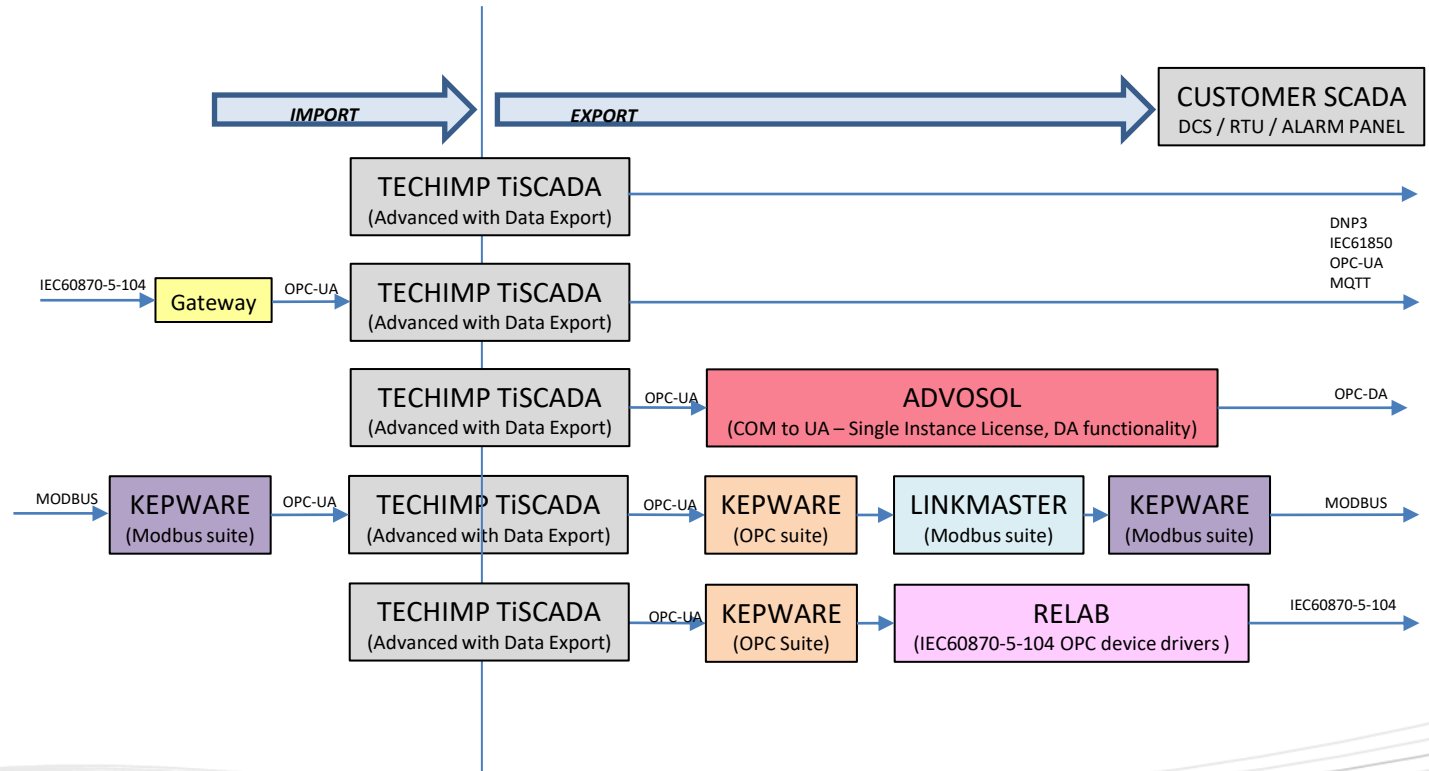 IMPORT
EXPORT
CUSTOMER SCADA
DCS / RTU / ALARM PANEL
TECHIMP TiSCADA
(Advanced with Data Export)
DNP3
IEC61850
OPC-UA
MQTT
IEC60870-5-104
Gateway
OPC-UA
TECHIMP TiSCADA
(Advanced with Data Export)
TECHIMP TiSCADA
(Advanced with Data Export)
OPC-UA
ADVOSOL
(COM to UA – Single Instance License, DA functionality)
OPC-DA
MODBUS
KEPWARE
(Modbus suite)
OPC-UA
TECHIMP TiSCADA
(Advanced with Data Export)
OPC-UA
KEPWARE
(OPC suite)
LINKMASTER
(Modbus suite)
KEPWARE
(Modbus suite)
MODBUS
TECHIMP TiSCADA
(Advanced with Data Export)
OPC-UA
KEPWARE
(OPC Suite)
RELAB
(IEC60870-5-104 OPC device drivers )
IEC60870-5-104